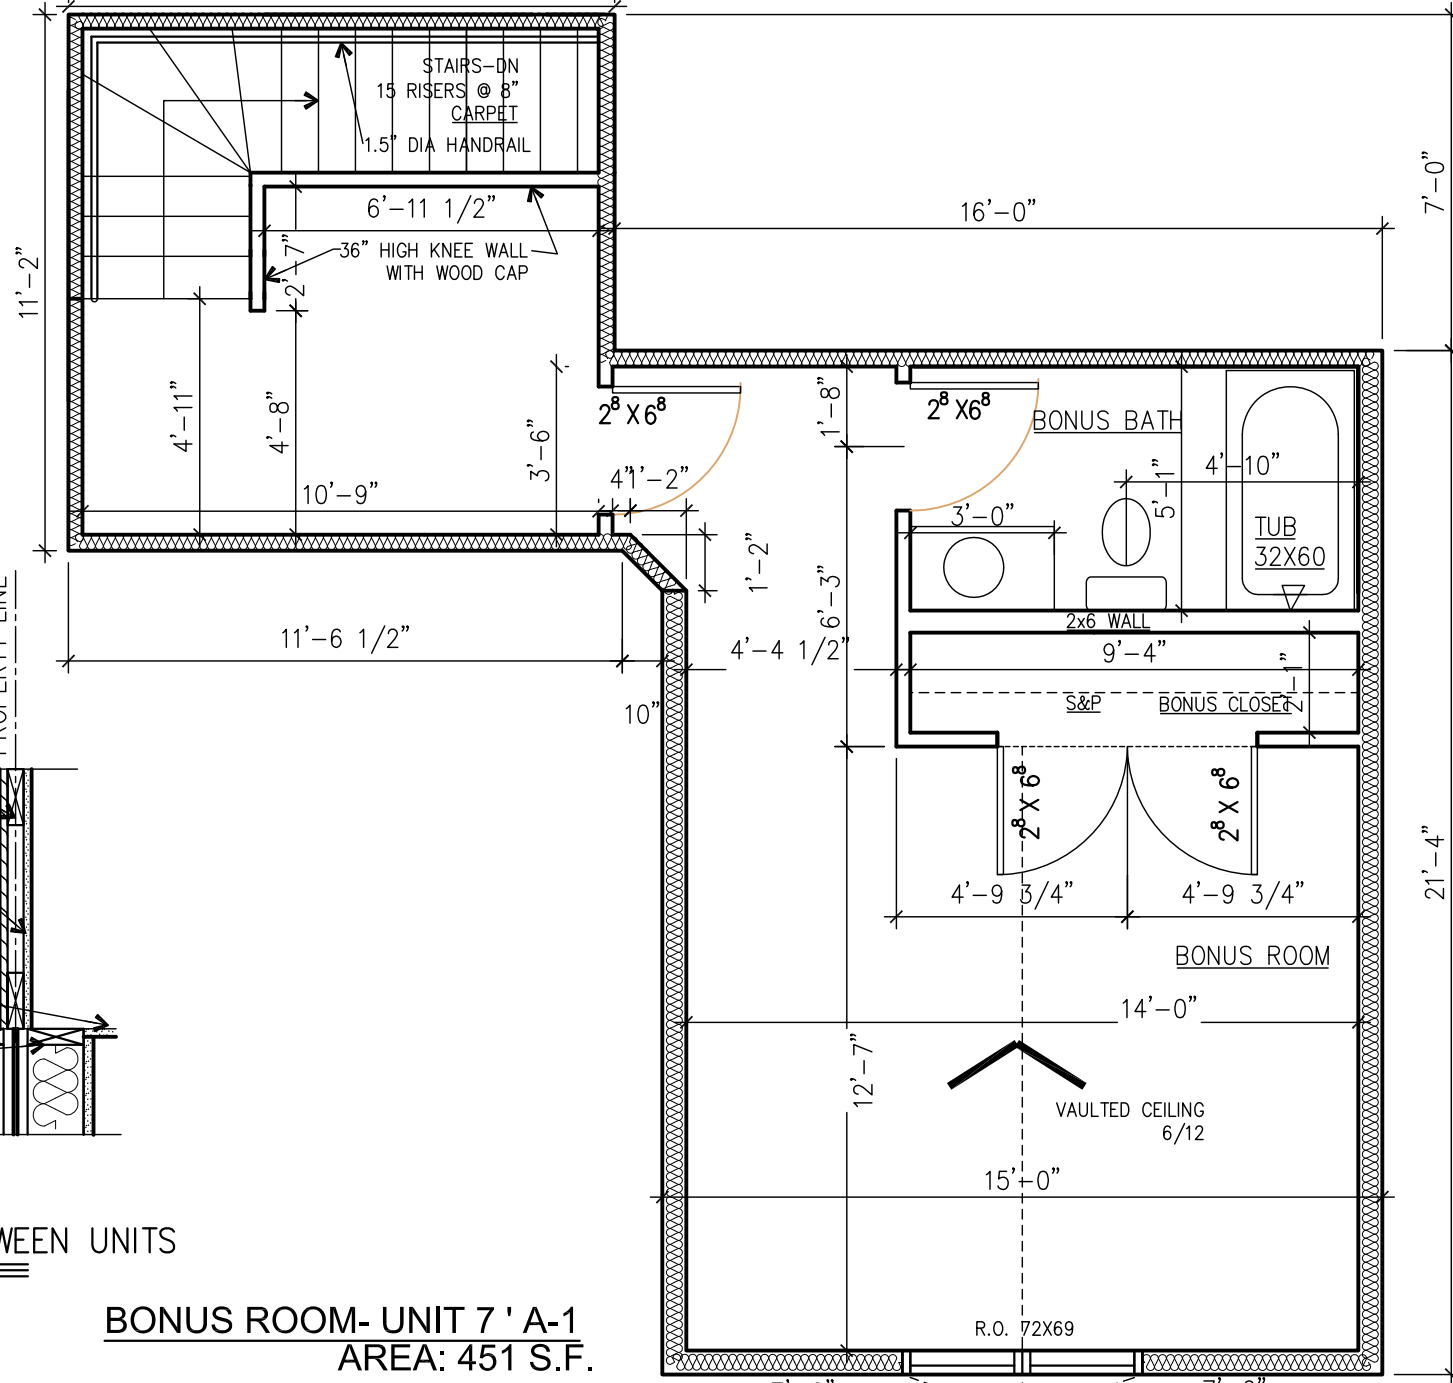 STAIRS-DN
15 RISERS @ 8"
CARPET
1.5" DIA HANDRAIL
6'-11 1/2"
36" HIGH KNEE WALL
WITH WOOD CAP
2'-7"
11'-2"
16'-0"
7'-0"
4'-11"
4'-8"
3'-6"
10'-9"
4"
1'-2"
2⁸ X 6⁸
1'-8"
2⁸ X 6⁸
BONUS BATH
5'-1"
4'-10"
3'-0"
TUB
32X60
1'-2"
6'-3"
2x6 WALL
11'-6 1/2"
4'-4 1/2"
9'-4"
2'-1"
10"
S&P
BONUS CLOSET
2⁸ X 6⁸
2⁸ X 6⁸
4'-9 3/4"
4'-9 3/4"
21'-4"
BONUS ROOM
14'-0"
12'-7"
VAULTED CEILING
6/12
15'-0"
R.O. 72X69
UNITS
BONUS ROOM- UNIT 7 ' A-1
AREA: 451 S.F.